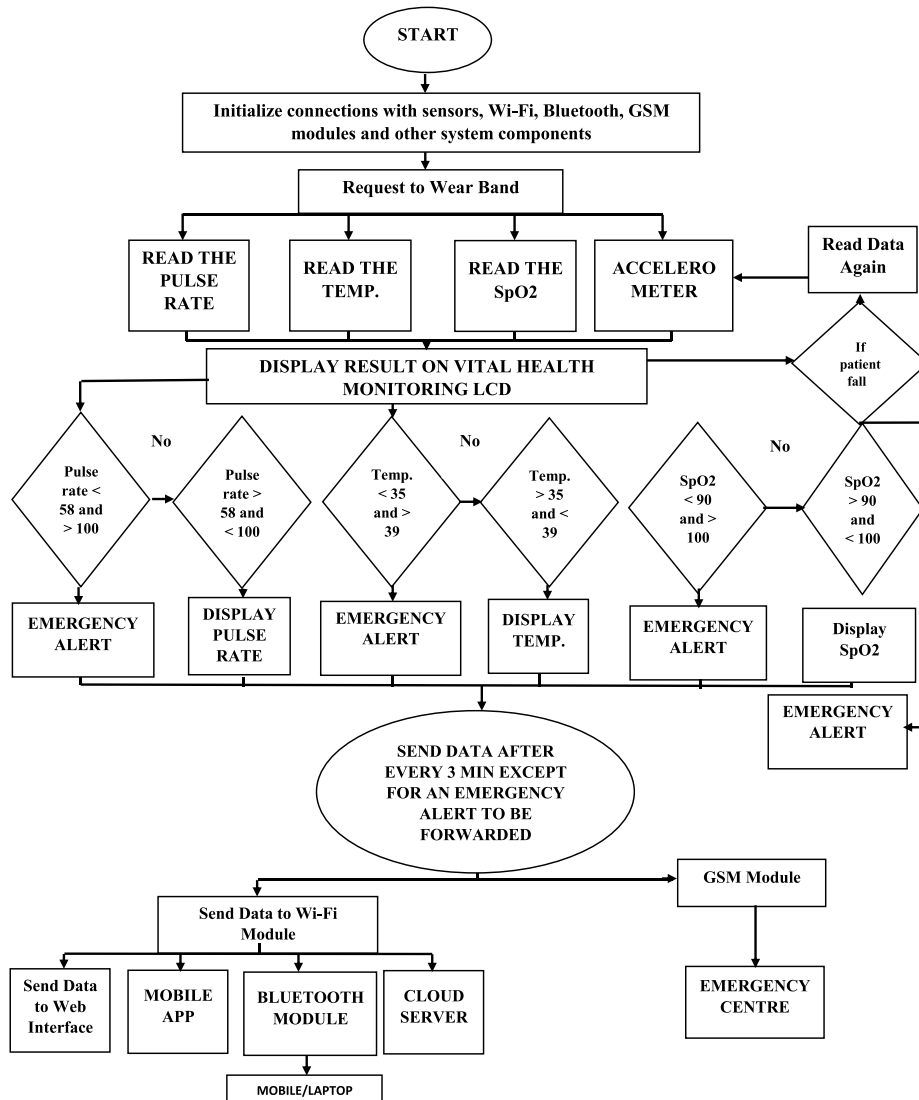 START
Initialize connections with sensors, Wi-Fi, Bluetooth, GSM
modules and other system components
Request to Wear Band
READ THE
PULSE
RATE
READ THE
TEMP.
READ THE
SpO2
ACCELERO
METER
Read Data
Again
DISPLAY RESULT ON VITAL HEALTH
MONITORING LCD
If
patient
fall
No
No
No
Pulse
rate <
58 and
> 100
Pulse
rate >
58 and
< 100
Temp.
< 35
and >
39
Temp.
> 35
and <
39
SpO2
< 90
and >
100
SpO2
> 90
and
< 100
EMERGENCY
ALERT
DISPLAY
PULSE
RATE
EMERGENCY
ALERT
DISPLAY
TEMP.
EMERGENCY
ALERT
Display
SpO2
EMERGENCY
ALERT
SEND DATA AFTER
EVERY 3 MIN EXCEPT
FOR AN EMERGENCY
ALERT TO BE
FORWARDED
GSM Module
Send Data to Wi-Fi
Module
Send Data
to Web
Interface
MOBILE
APP
BLUETOOTH
MODULE
CLOUD
SERVER
EMERGENCY
CENTRE
MOBILE/LAPTOP